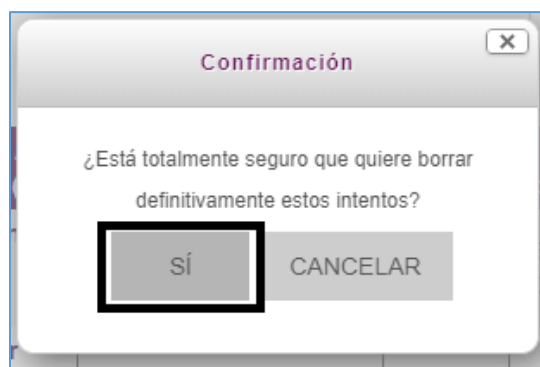 Confirmación
¿Está totalmente seguro que quiere borrar
definitivamente estos intentos?
SÍ CANCELAR